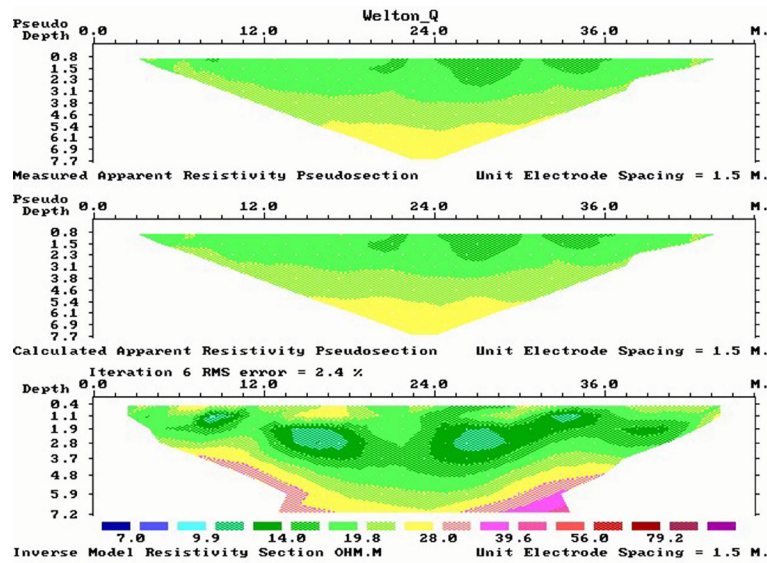 Welton_Q
Pseudo
Depth
0.0 12.0 24.0 36.0 M.
0.8
1.5
2.3
3.1
3.8
4.6
5.4
6.1
6.9
7.7
Measured Apparent Resistivity Pseudosection Unit Electrode Spacing = 1.5 M.
Pseudo
Depth
0.0 12.0 24.0 36.0 M.
0.8
1.5
2.3
3.1
3.8
4.6
5.4
6.1
6.9
7.7
Calculated Apparent Resistivity Pseudosection Unit Electrode Spacing = 1.5 M.
Iteration 6 RMS error = 2.4 %
Depth
0.0 12.0 24.0 36.0 M.
0.4
1.1
1.9
2.8
3.7
4.8
5.9
7.2
7.0 9.9 14.0 19.8 28.0 39.6 56.0 79.2
Inverse Model Resistivity Section OHM.M Unit Electrode Spacing = 1.5 M.